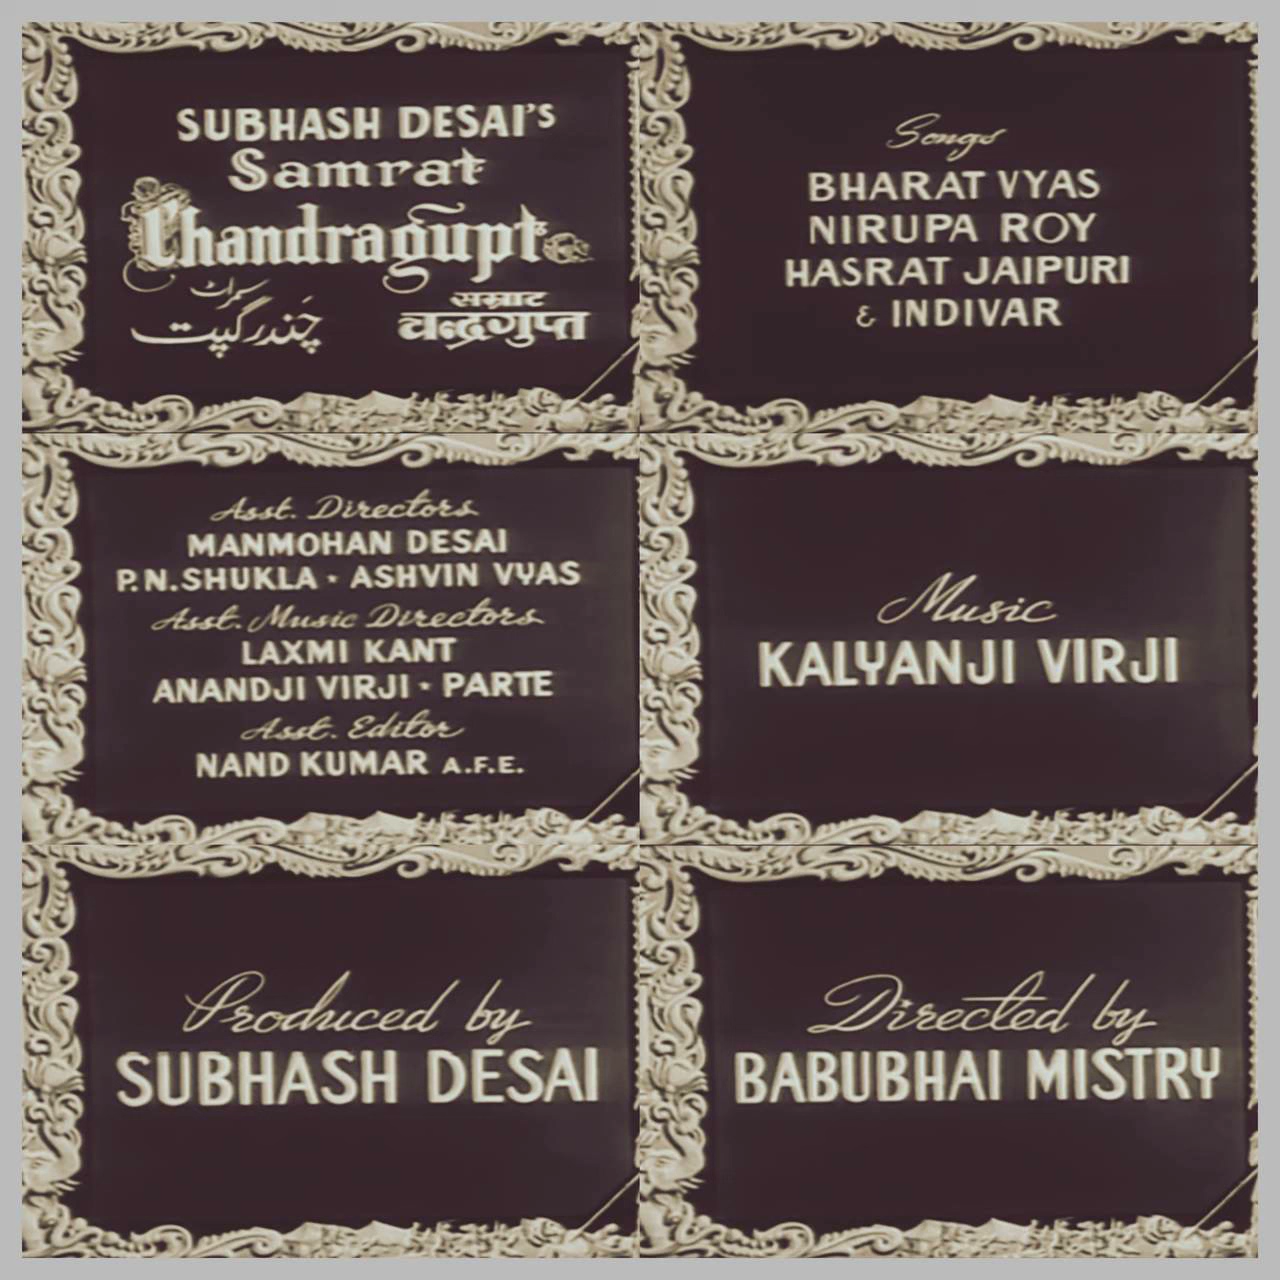 SUBHASH DESAI'S
Samrat
Chandragupt
سمراٹ
چندرگپت
सम्राट
चन्द्रगुप्त
Songs
BHARAT VYAS
NIRUPA ROY
HASRAT JAIPURI
& INDIVAR
Asst. Directors
MANMOHAN DESAI
P.N.SHUKLA • ASHVIN VYAS
Asst. Music Directors
LAXMI KANT
ANANDJI VIRJI • PARTE
Asst. Editor
NAND KUMAR A.F.E.
Music
KALYANJI VIRJI
Produced by
SUBHASH DESAI
Directed by
BABUBHAI MISTRY